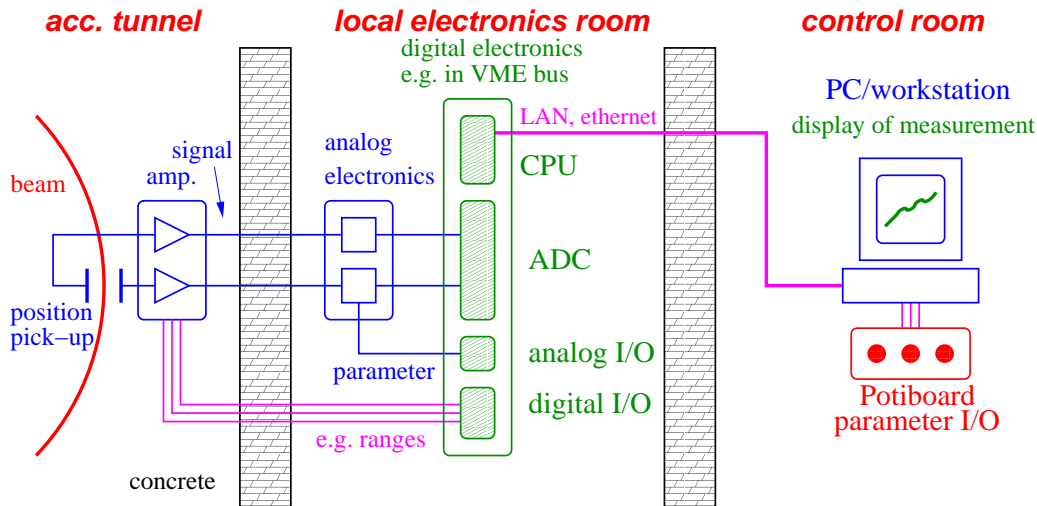 acc. tunnel
local electronics room
control room
digital electronics
e.g. in VME bus
signal
amp.
analog
electronics
LAN, ethernet
PC/workstation
display of measurement
beam
CPU
ADC
position
pick−up
parameter
analog I/O
digital I/O
Potiboard
parameter I/O
e.g. ranges
concrete